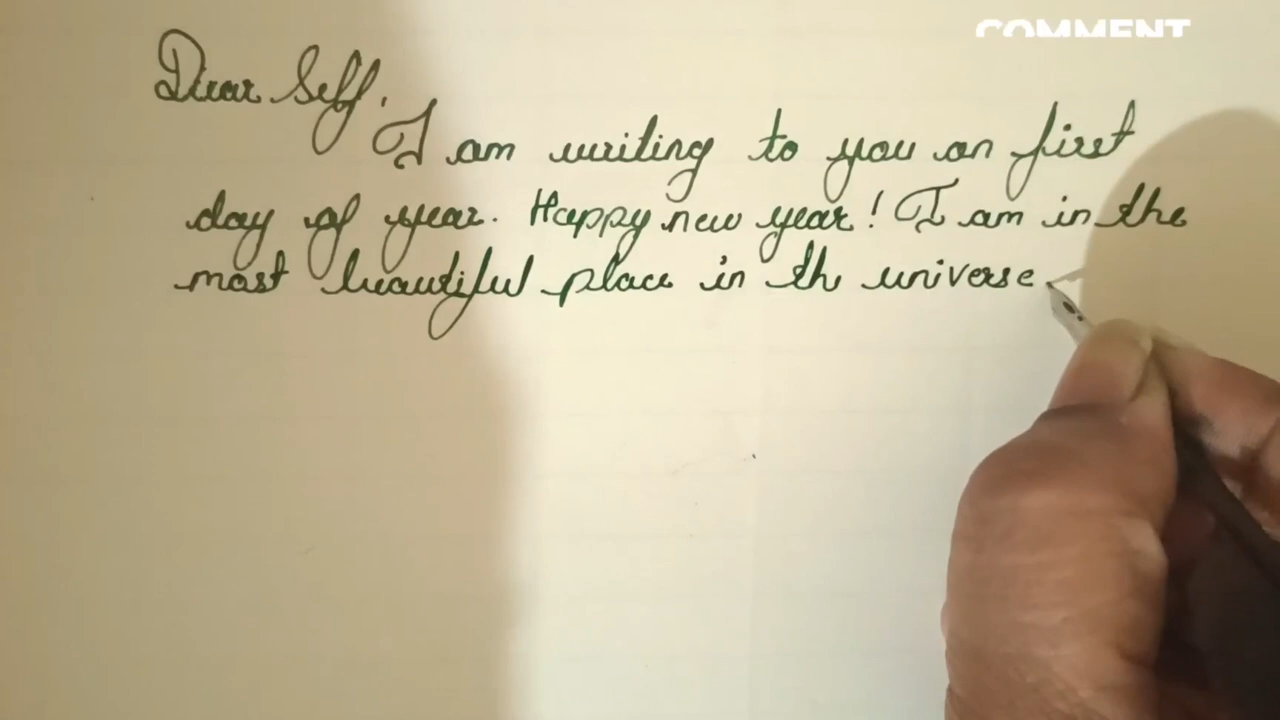 COMMENT
Dear Self,
I am writing to you on first
day of year. Happy new year! I am in the
most beautiful place in the universe